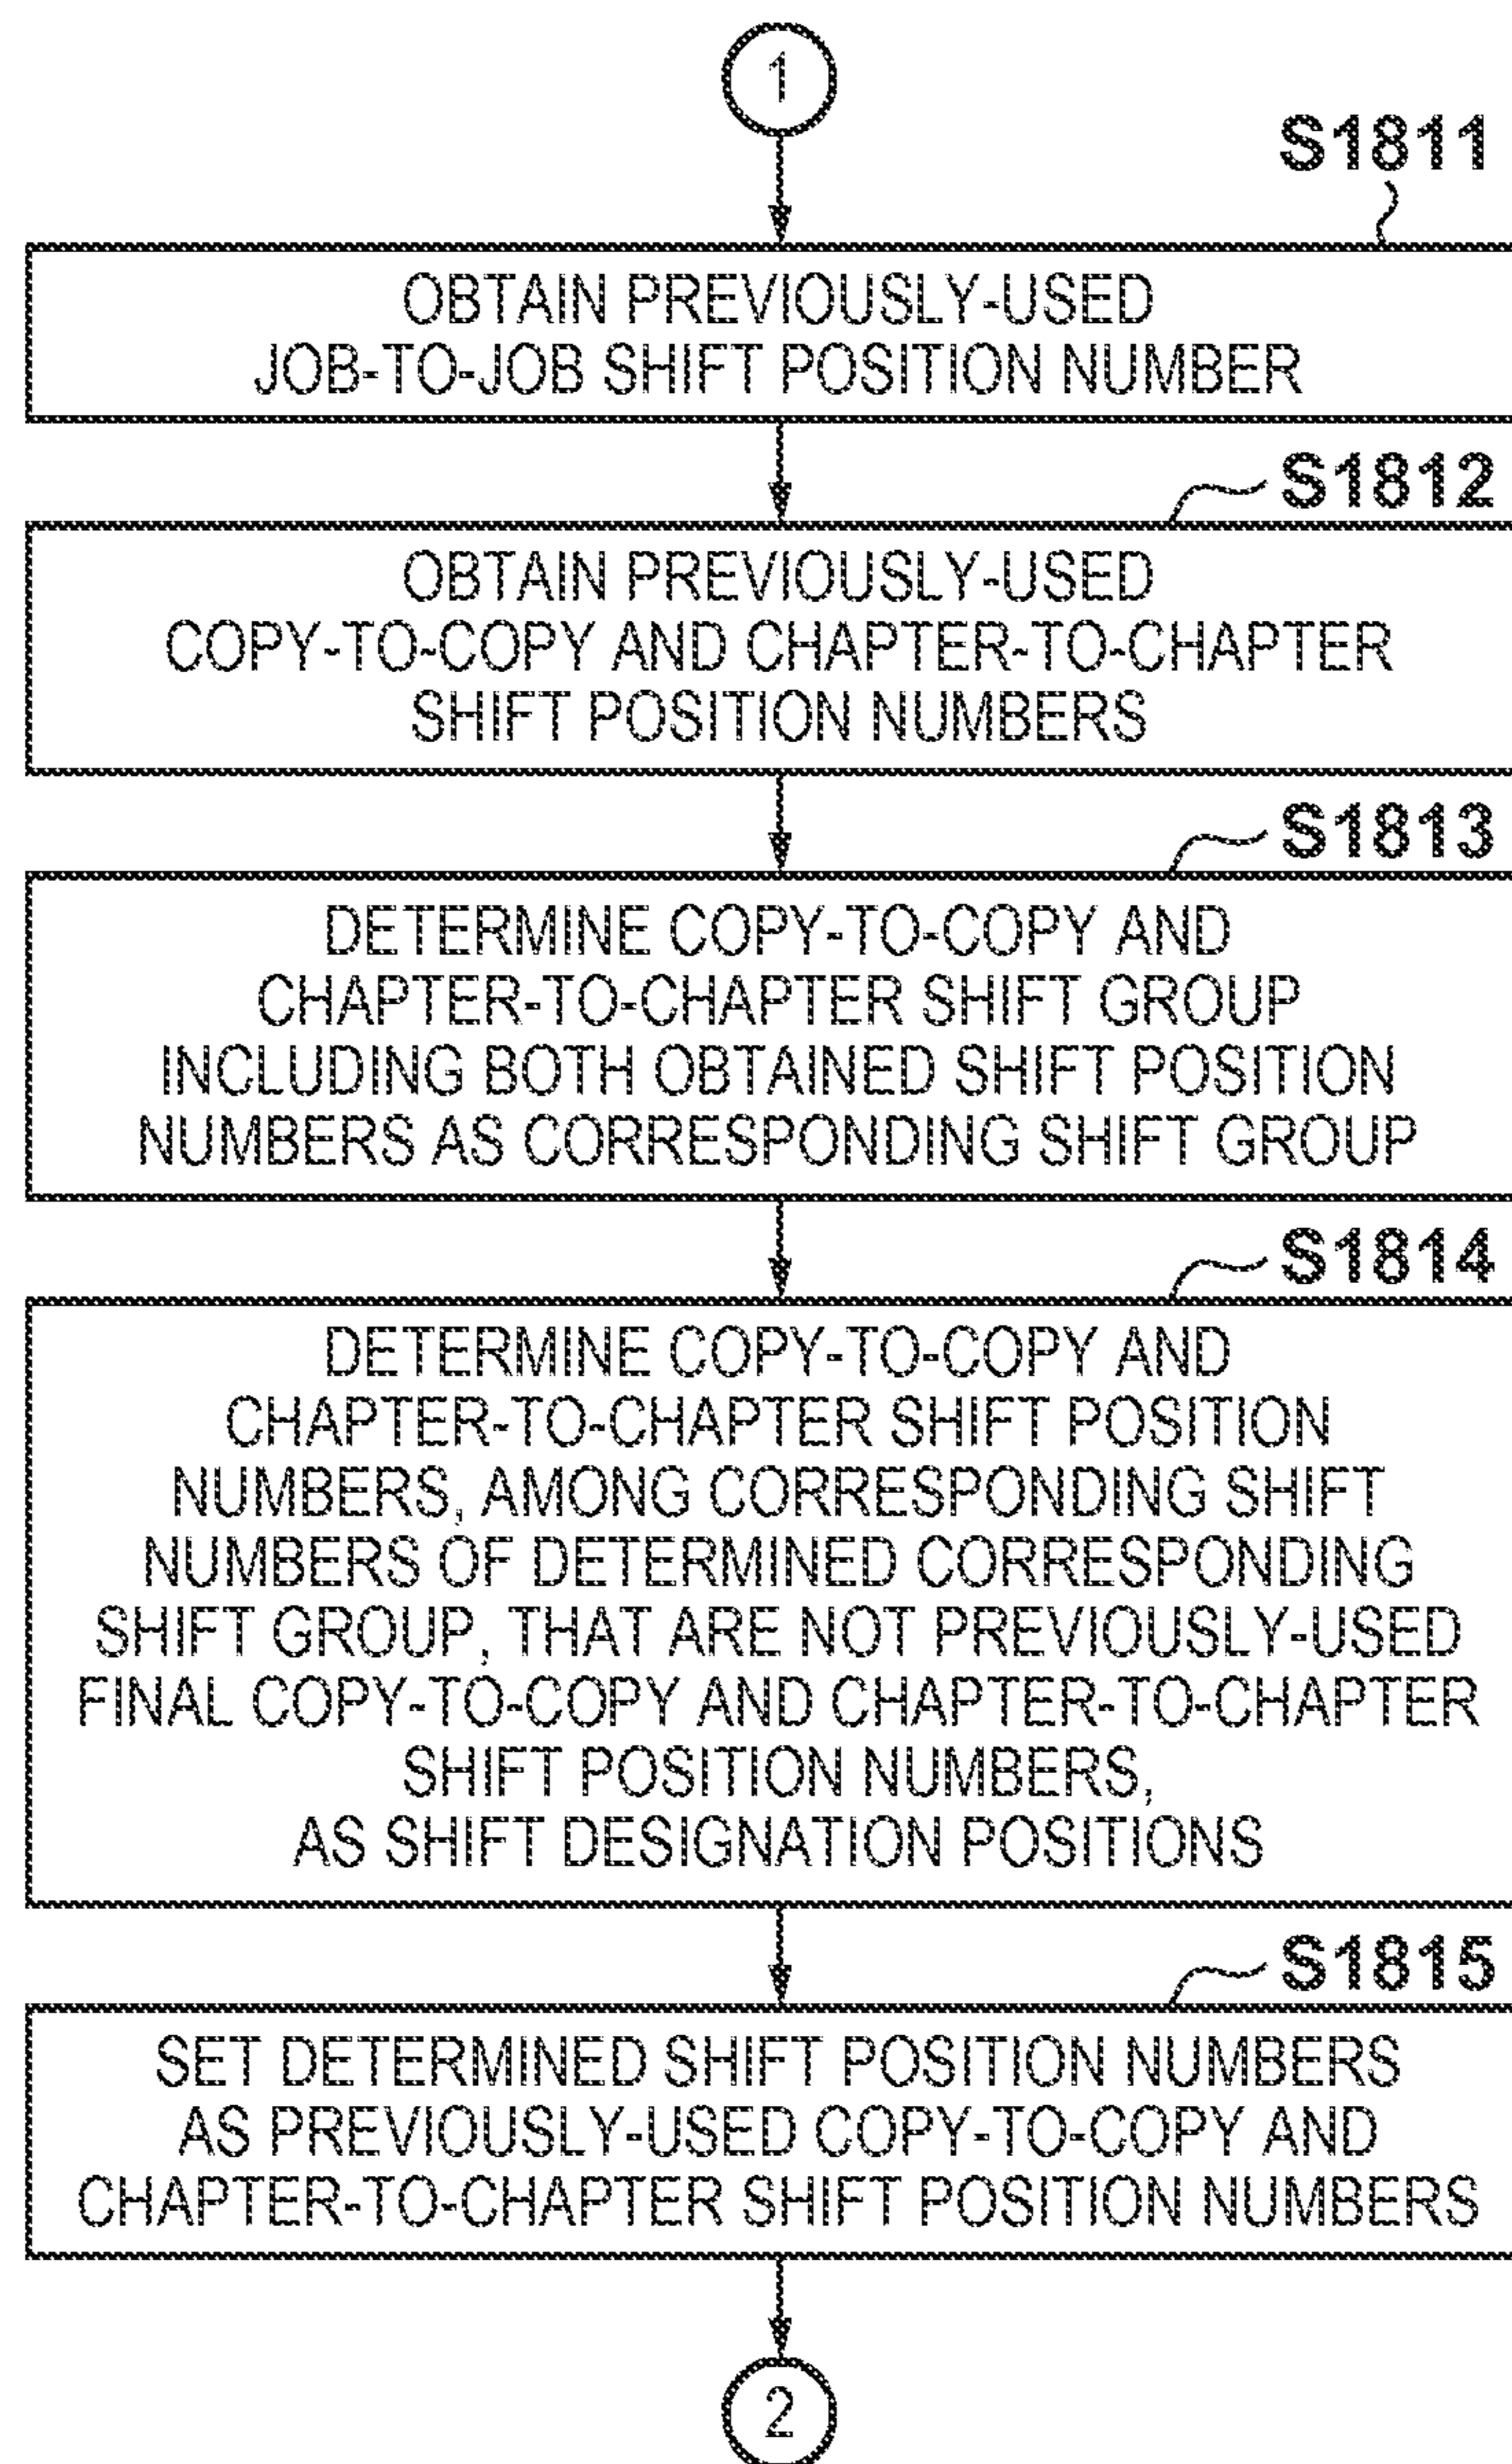 1
S1811
OBTAIN PREVIOUSLY-USED
JOB-TO-JOB SHIFT POSITION NUMBER
S1812
OBTAIN PREVIOUSLY-USED
COPY-TO-COPY AND CHAPTER-TO-CHAPTER
SHIFT POSITION NUMBERS
S1813
DETERMINE COPY-TO-COPY AND
CHAPTER-TO-CHAPTER SHIFT GROUP
INCLUDING BOTH OBTAINED SHIFT POSITION
NUMBERS AS CORRESPONDING SHIFT GROUP
S1814
DETERMINE COPY-TO-COPY AND
CHAPTER-TO-CHAPTER SHIFT POSITION
NUMBERS, AMONG CORRESPONDING SHIFT
NUMBERS OF DETERMINED CORRESPONDING
SHIFT GROUP, THAT ARE NOT PREVIOUSLY-USED
FINAL COPY-TO-COPY AND CHAPTER-TO-CHAPTER
SHIFT POSITION NUMBERS,
AS SHIFT DESIGNATION POSITIONS
S1815
SET DETERMINED SHIFT POSITION NUMBERS
AS PREVIOUSLY-USED COPY-TO-COPY AND
CHAPTER-TO-CHAPTER SHIFT POSITION NUMBERS
2